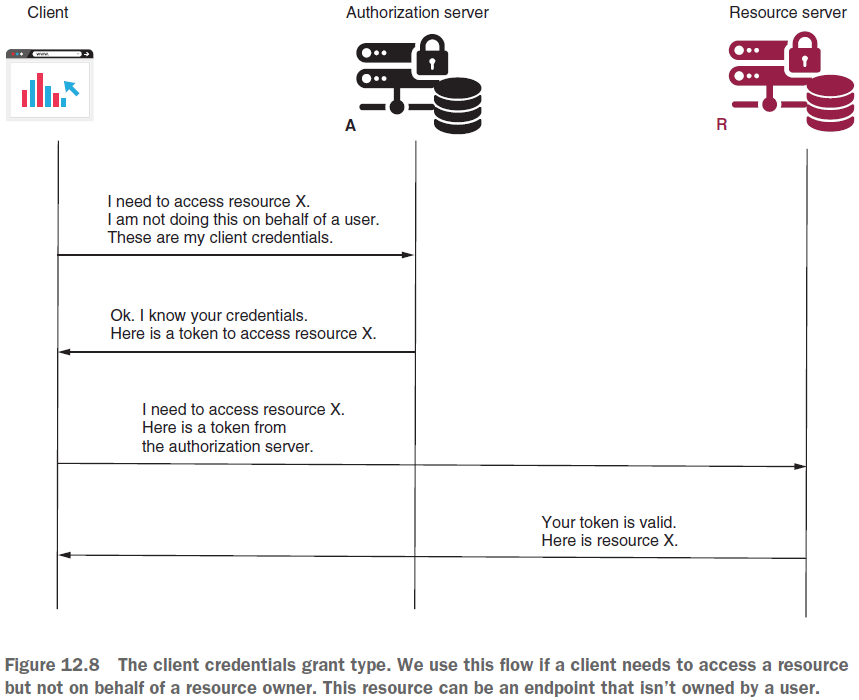 Client
Authorization server
Resource server
www.
A
R
I need to access resource X.
I am not doing this on behalf of a user.
These are my client credentials.
Ok. I know your credentials.
Here is a token to access resource X.
I need to access resource X.
Here is a token from
the authorization server.
Your token is valid.
Here is resource X.
Figure 12.8 The client credentials grant type. We use this flow if a client needs to access a resource
but not on behalf of a resource owner. This resource can be an endpoint that isn’t owned by a user.